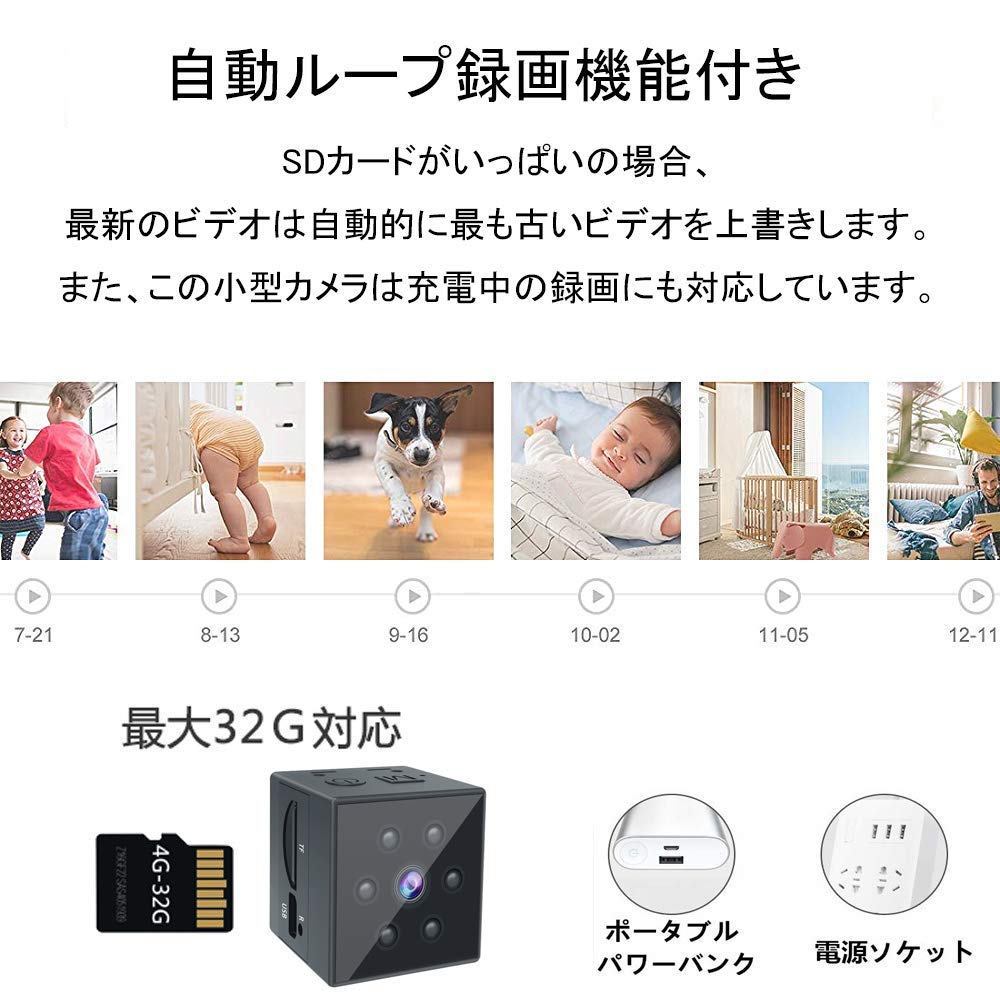 自動ループ録画機能付き
SDカードがいっぱいの場合、
最新のビデオは自動的に最も古いビデオを上書きします。
また、この小型カメラは充電中の録画にも対応しています。
7-21
8-13
9-16
10-02
11-05
12-11
最大32G対応
4G-32G
TF
USB
R
M
ポータブル
パワーバンク
電源ソケット